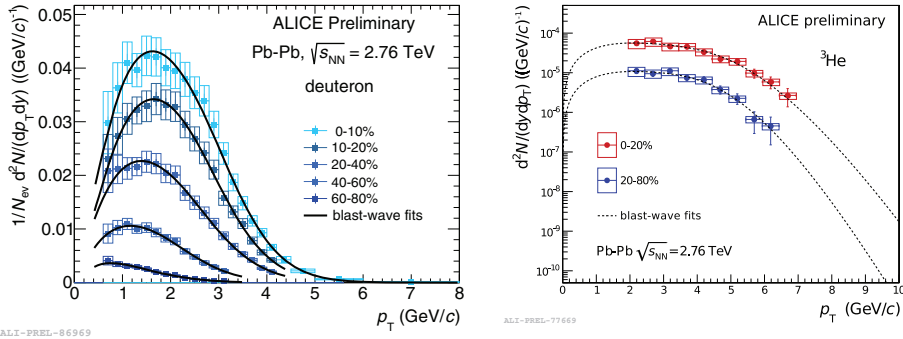 ALICE Preliminary
Pb-Pb, √sNN = 2.76 TeV
deuteron
0-10%
10-20%
20-40%
40-60%
60-80%
blast-wave fits
1/Nev d²N/(dpTdy) ((GeV/c)⁻¹)
0.05
0.04
0.03
0.02
0.01
0
0 1 2 3 4 5 6 7 8
pT (GeV/c)
ALI-PREL-86969
ALICE preliminary
³He
0-20%
20-80%
blast-wave fits
Pb-Pb √sNN = 2.76 TeV
d²N/(dydpT) ((GeV/c)⁻¹)
10⁻⁴
10⁻⁵
10⁻⁶
10⁻⁷
10⁻⁸
10⁻⁹
10⁻¹⁰
0 1 2 3 4 5 6 7 8 9 10
pT (GeV/c)
ALI-PREL-77669